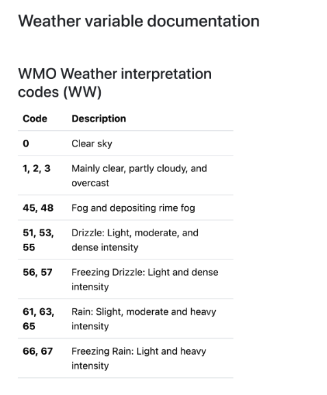 Weather variable documentation
WMO Weather interpretation
codes (WW)
Code Description
0 Clear sky
1, 2, 3 Mainly clear, partly cloudy, and
overcast
45, 48 Fog and depositing rime fog
51, 53, Drizzle: Light, moderate, and
55 dense intensity
56, 57 Freezing Drizzle: Light and dense
intensity
61, 63, Rain: Slight, moderate and heavy
65 intensity
66, 67 Freezing Rain: Light and heavy
intensity